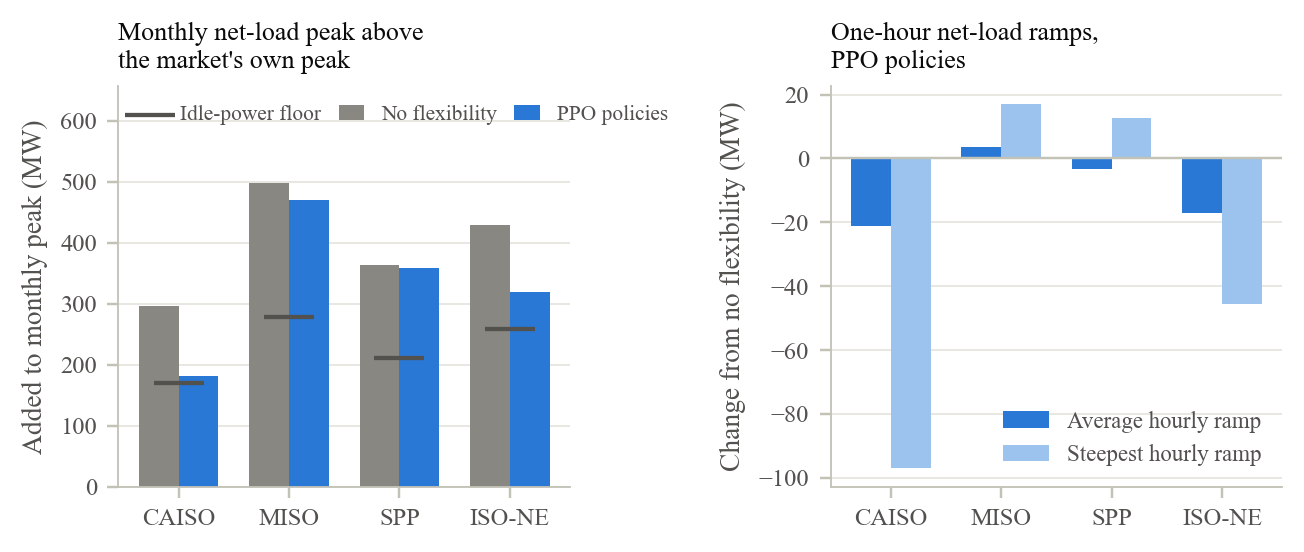 Monthly net-load peak above
the market's own peak
Added to monthly peak (MW)
600
500
400
300
200
100
0
Idle-power floor
No flexibility
PPO policies
CAISO
MISO
SPP
ISO-NE
One-hour net-load ramps,
PPO policies
Change from no flexibility (MW)
20
0
−20
−40
−60
−80
−100
Average hourly ramp
Steepest hourly ramp
CAISO
MISO
SPP
ISO-NE